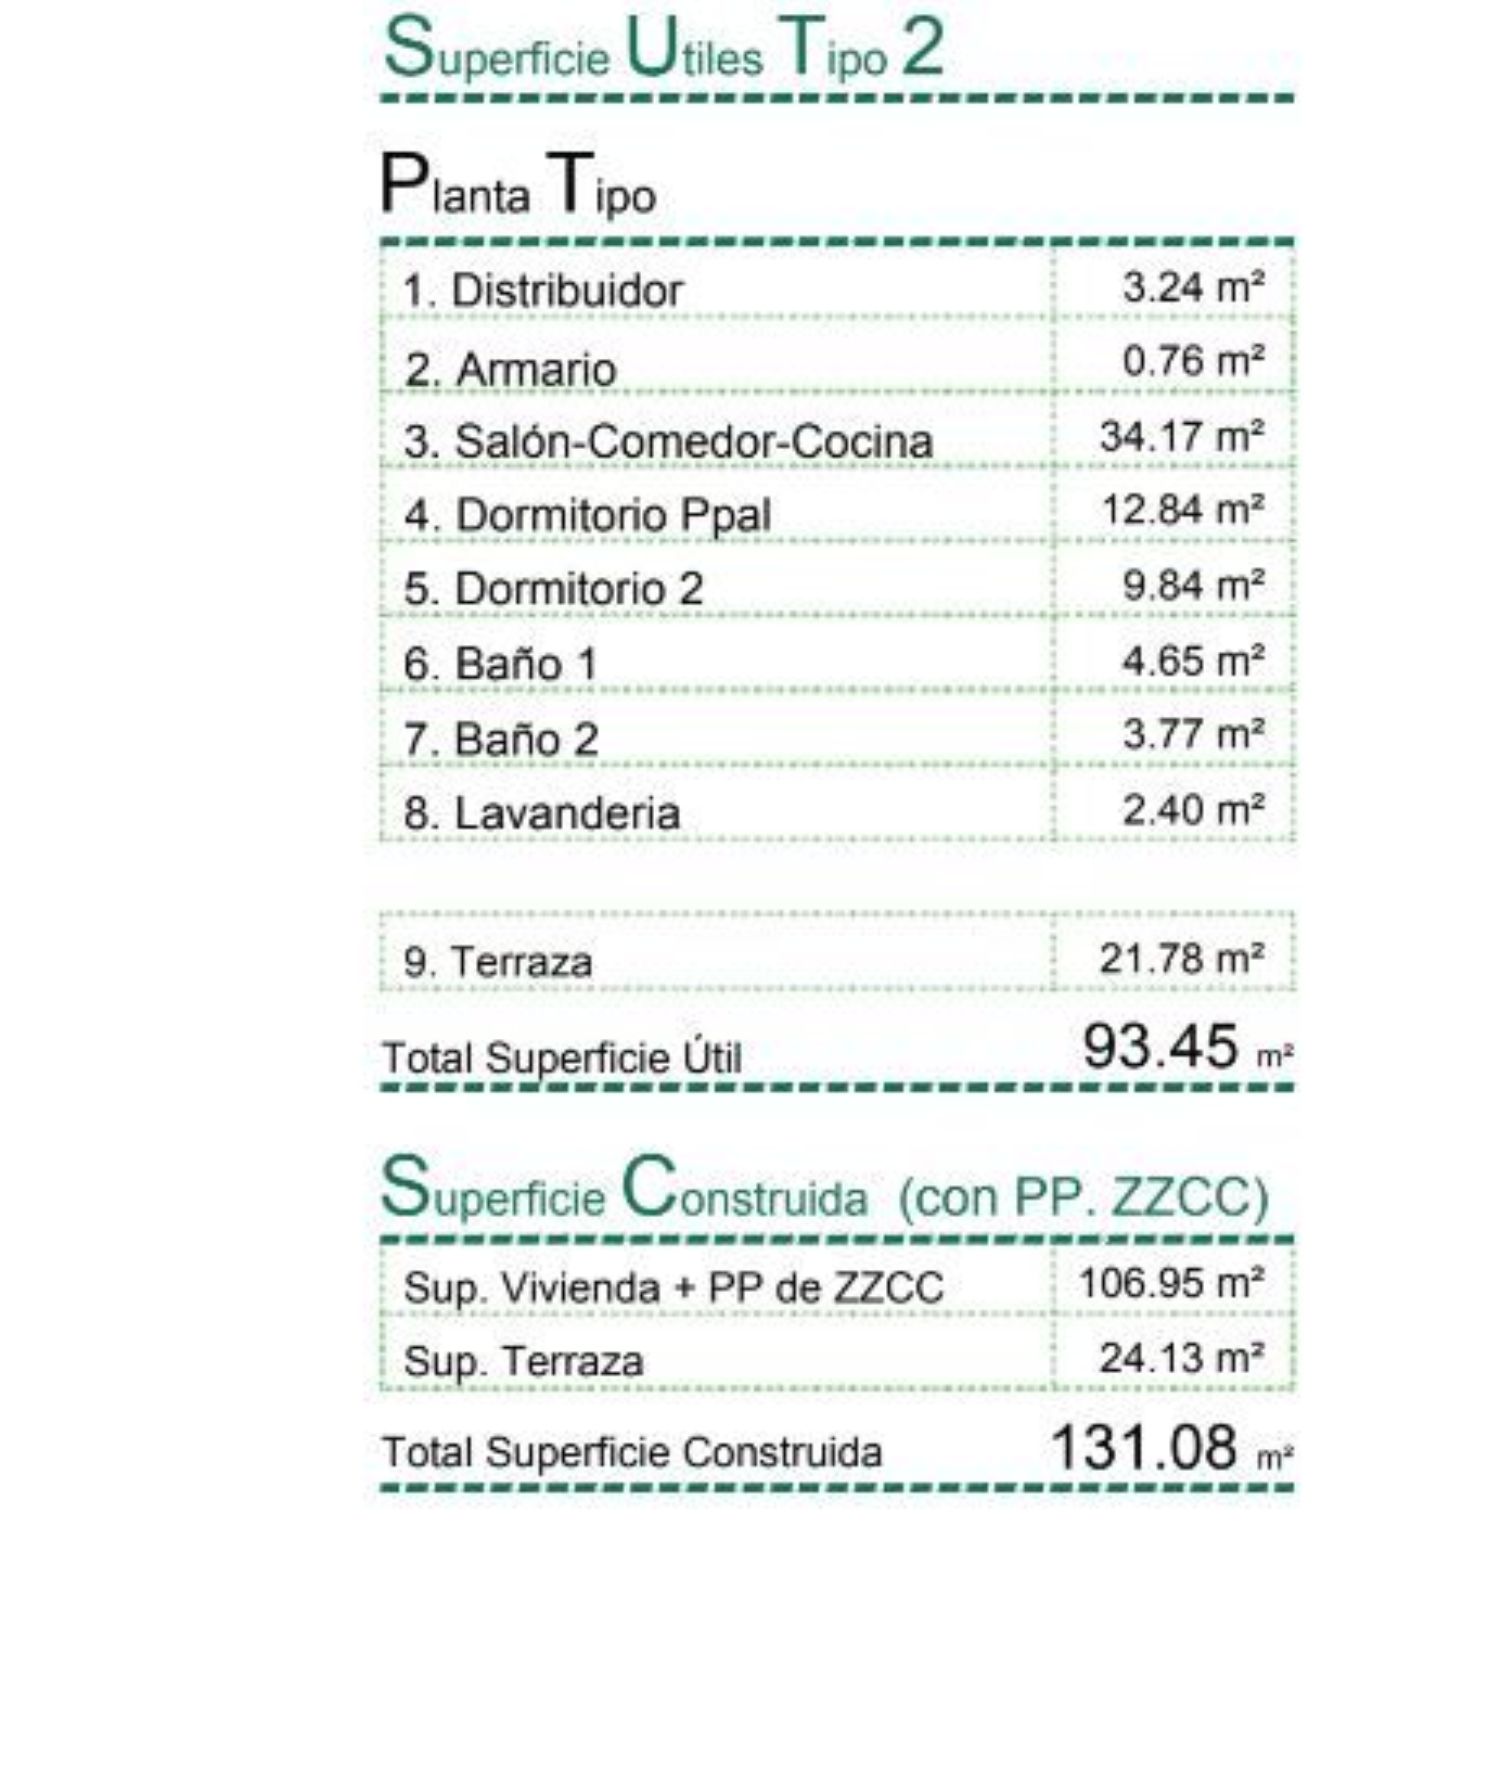 Superficie Utiles Tipo 2
Planta Tipo
1. Distribuidor 3.24 m²
2. Armario 0.76 m²
3. Salón-Comedor-Cocina 34.17 m²
4. Dormitorio Ppal 12.84 m²
5. Dormitorio 2 9.84 m²
6. Baño 1 4.65 m²
7. Baño 2 3.77 m²
8. Lavanderia 2.40 m²
9. Terraza 21.78 m²
Total Superficie Útil 93.45 m²
Superficie Construida (con PP. ZZCC)
Sup. Vivienda + PP de ZZCC 106.95 m²
Sup. Terraza 24.13 m²
Total Superficie Construida 131.08 m²